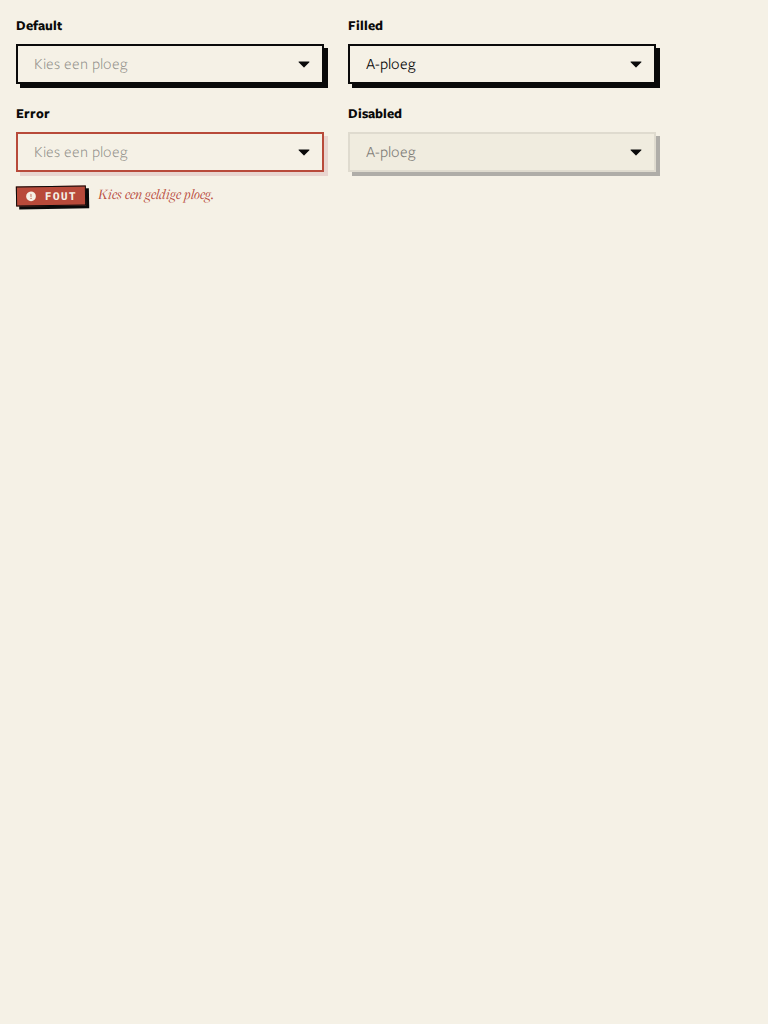 Default
Kies een ploeg
Filled
A-ploeg
Error
Kies een ploeg
FOUT Kies een geldige ploeg.
Disabled
A-ploeg